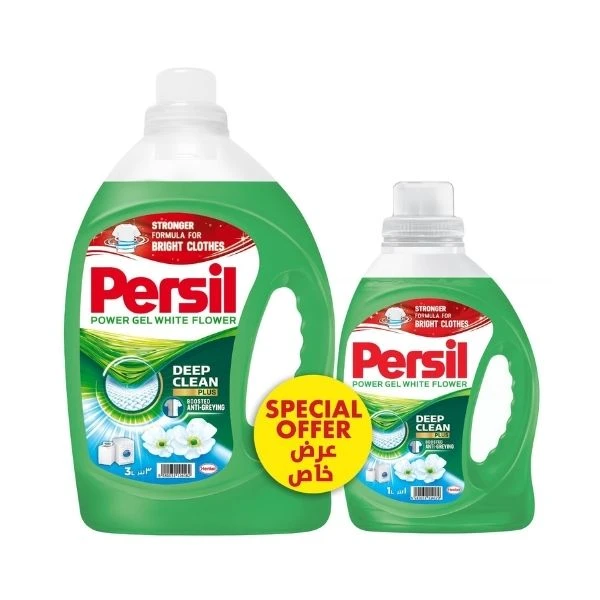 STRONGER
FORMULA FOR
BRIGHT CLOTHES
Persil
POWER GEL WHITE FLOWER
DEEP
CLEAN
PLUS
BOOSTED
ANTI-GREYING
3L ٣لتر
Henkel
SPECIAL
OFFER
عرض
خاص
STRONGER
FORMULA FOR
BRIGHT CLOTHES
Persil
POWER GEL WHITE FLOWER
DEEP
CLEAN
PLUS
BOOSTED
ANTI-GREYING
1L ١لتر
Henkel